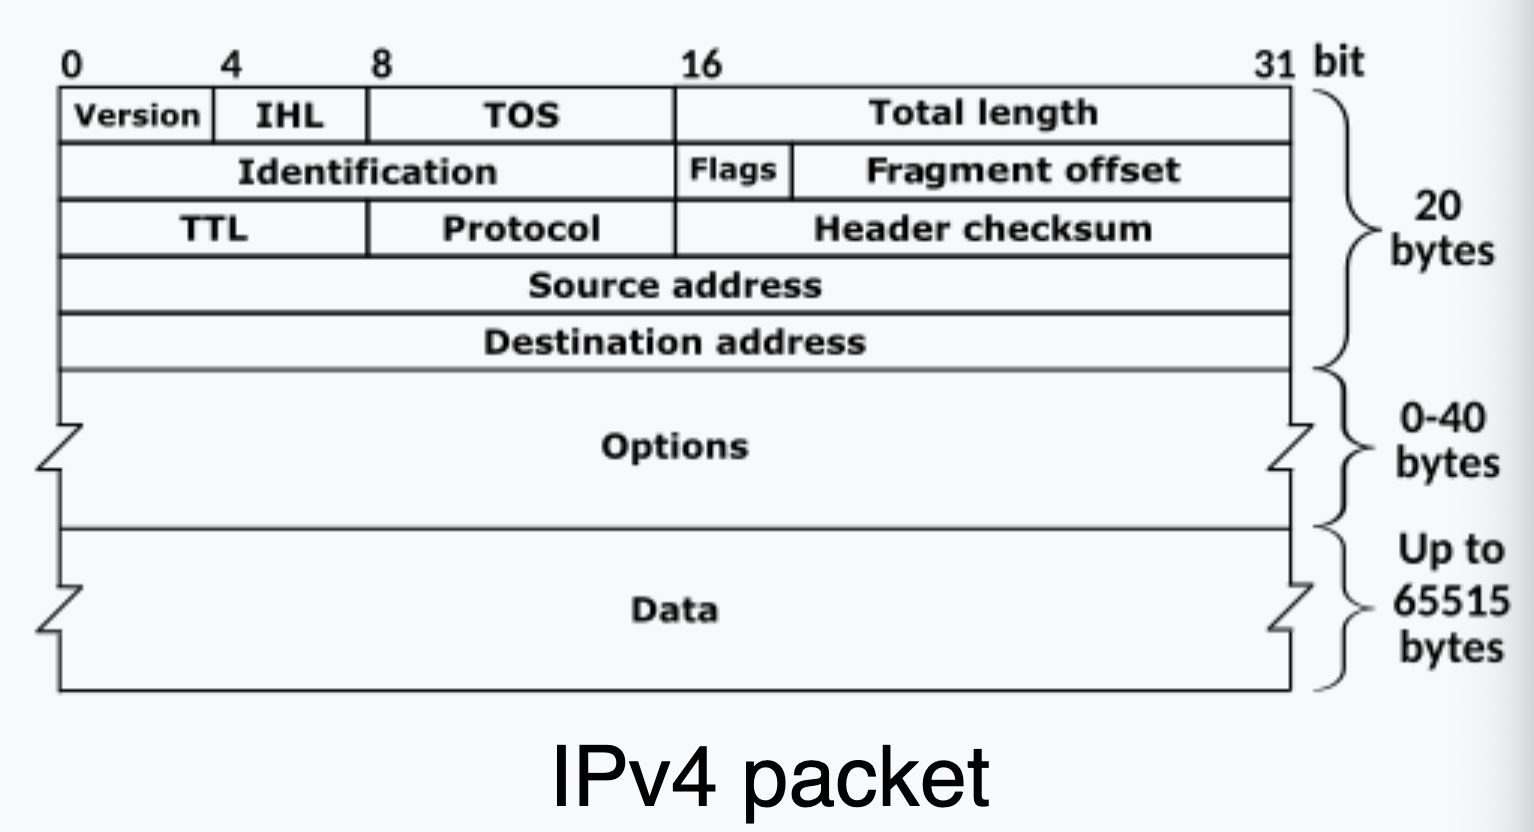 0 4 8 16 31 bit
Version IHL TOS Total length
Identification Flags Fragment offset
TTL Protocol Header checksum
Source address
Destination address
20
bytes
Options
0-40
bytes
Data
Up to
65515
bytes
IPv4 packet